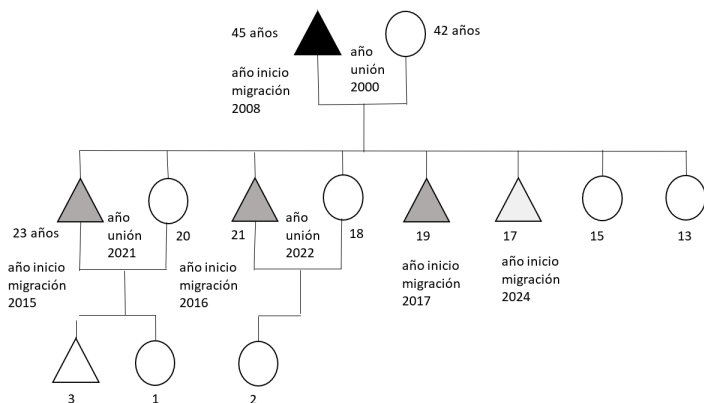 45 años
42 años
año
unión
2000
año inicio
migración
2008
23 años
año
unión
2021
20
21
año
unión
2022
18
19
17
15
13
año inicio
migración
2015
año inicio
migración
2016
año inicio
migración
2017
año inicio
migración
2024
3
1
2